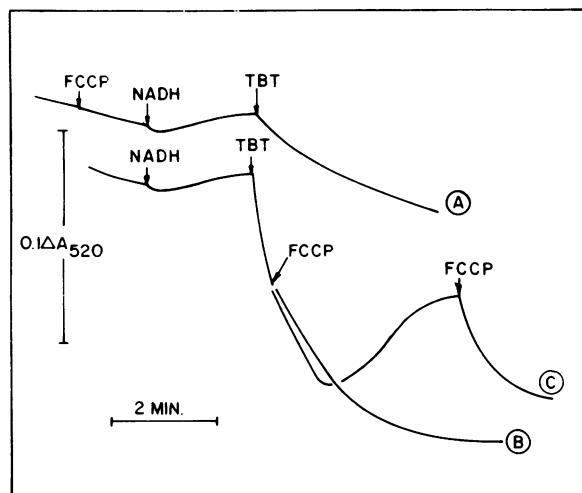 FCCP
NADH
TBT
NADH
TBT
A
0.1ΔA520
FCCP
FCCP
C
2 MIN.
B